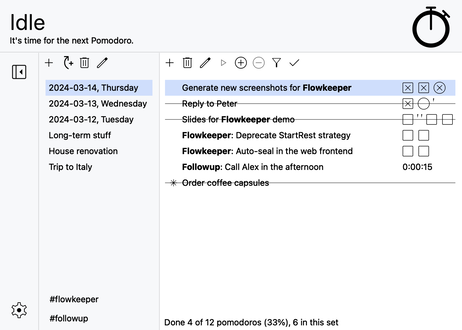 Idle
It's time for the next Pomodoro.
2024-03-14, Thursday
2024-03-13, Wednesday
2024-03-12, Tuesday
Long-term stuff
House renovation
Trip to Italy
#flowkeeper
#followup
Generate new screenshots for Flowkeeper
Reply to Peter
Slides for Flowkeeper demo
Flowkeeper: Deprecate StartRest strategy
Flowkeeper: Auto-seal in the web frontend
Followup: Call Alex in the afternoon 0:00:15
Order coffee capsules
Done 4 of 12 pomodoros (33%), 6 in this set